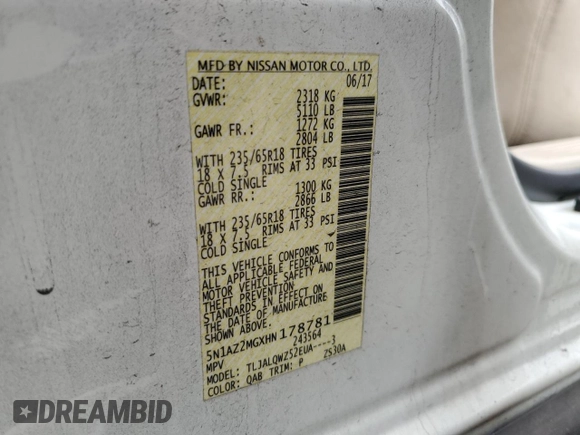 MFD BY NISSAN MOTOR CO., LTD.
DATE: 06/17
GVWR: 2318 KG
5110 LB
GAWR FR.: 1272 KG
2804 LB
WITH 235/65R18 TIRES
18 X 7.5 RIMS AT 33 PSI
COLD SINGLE
GAWR RR.: 1300 KG
2866 LB
WITH 235/65R18 TIRES
18 X 7.5 RIMS AT 33 PSI
COLD SINGLE
THIS VEHICLE CONFORMS TO
ALL APPLICABLE FEDERAL
MOTOR VEHICLE SAFETY AND
THEFT PREVENTION
STANDARDS IN EFFECT ON
THE DATE OF MANUFACTURE
5N1AZ2MGXHN178781
MPV 243564
MODEL: TLJALQWZ52EUA----3
COLOR: QAB TRIM: P ZS30A
DREAMBID